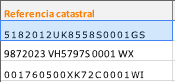 Referencia catastral
5182012UK8558S0001GS
9872023 VH5797S0001 WX
001760500XK72C0001WI